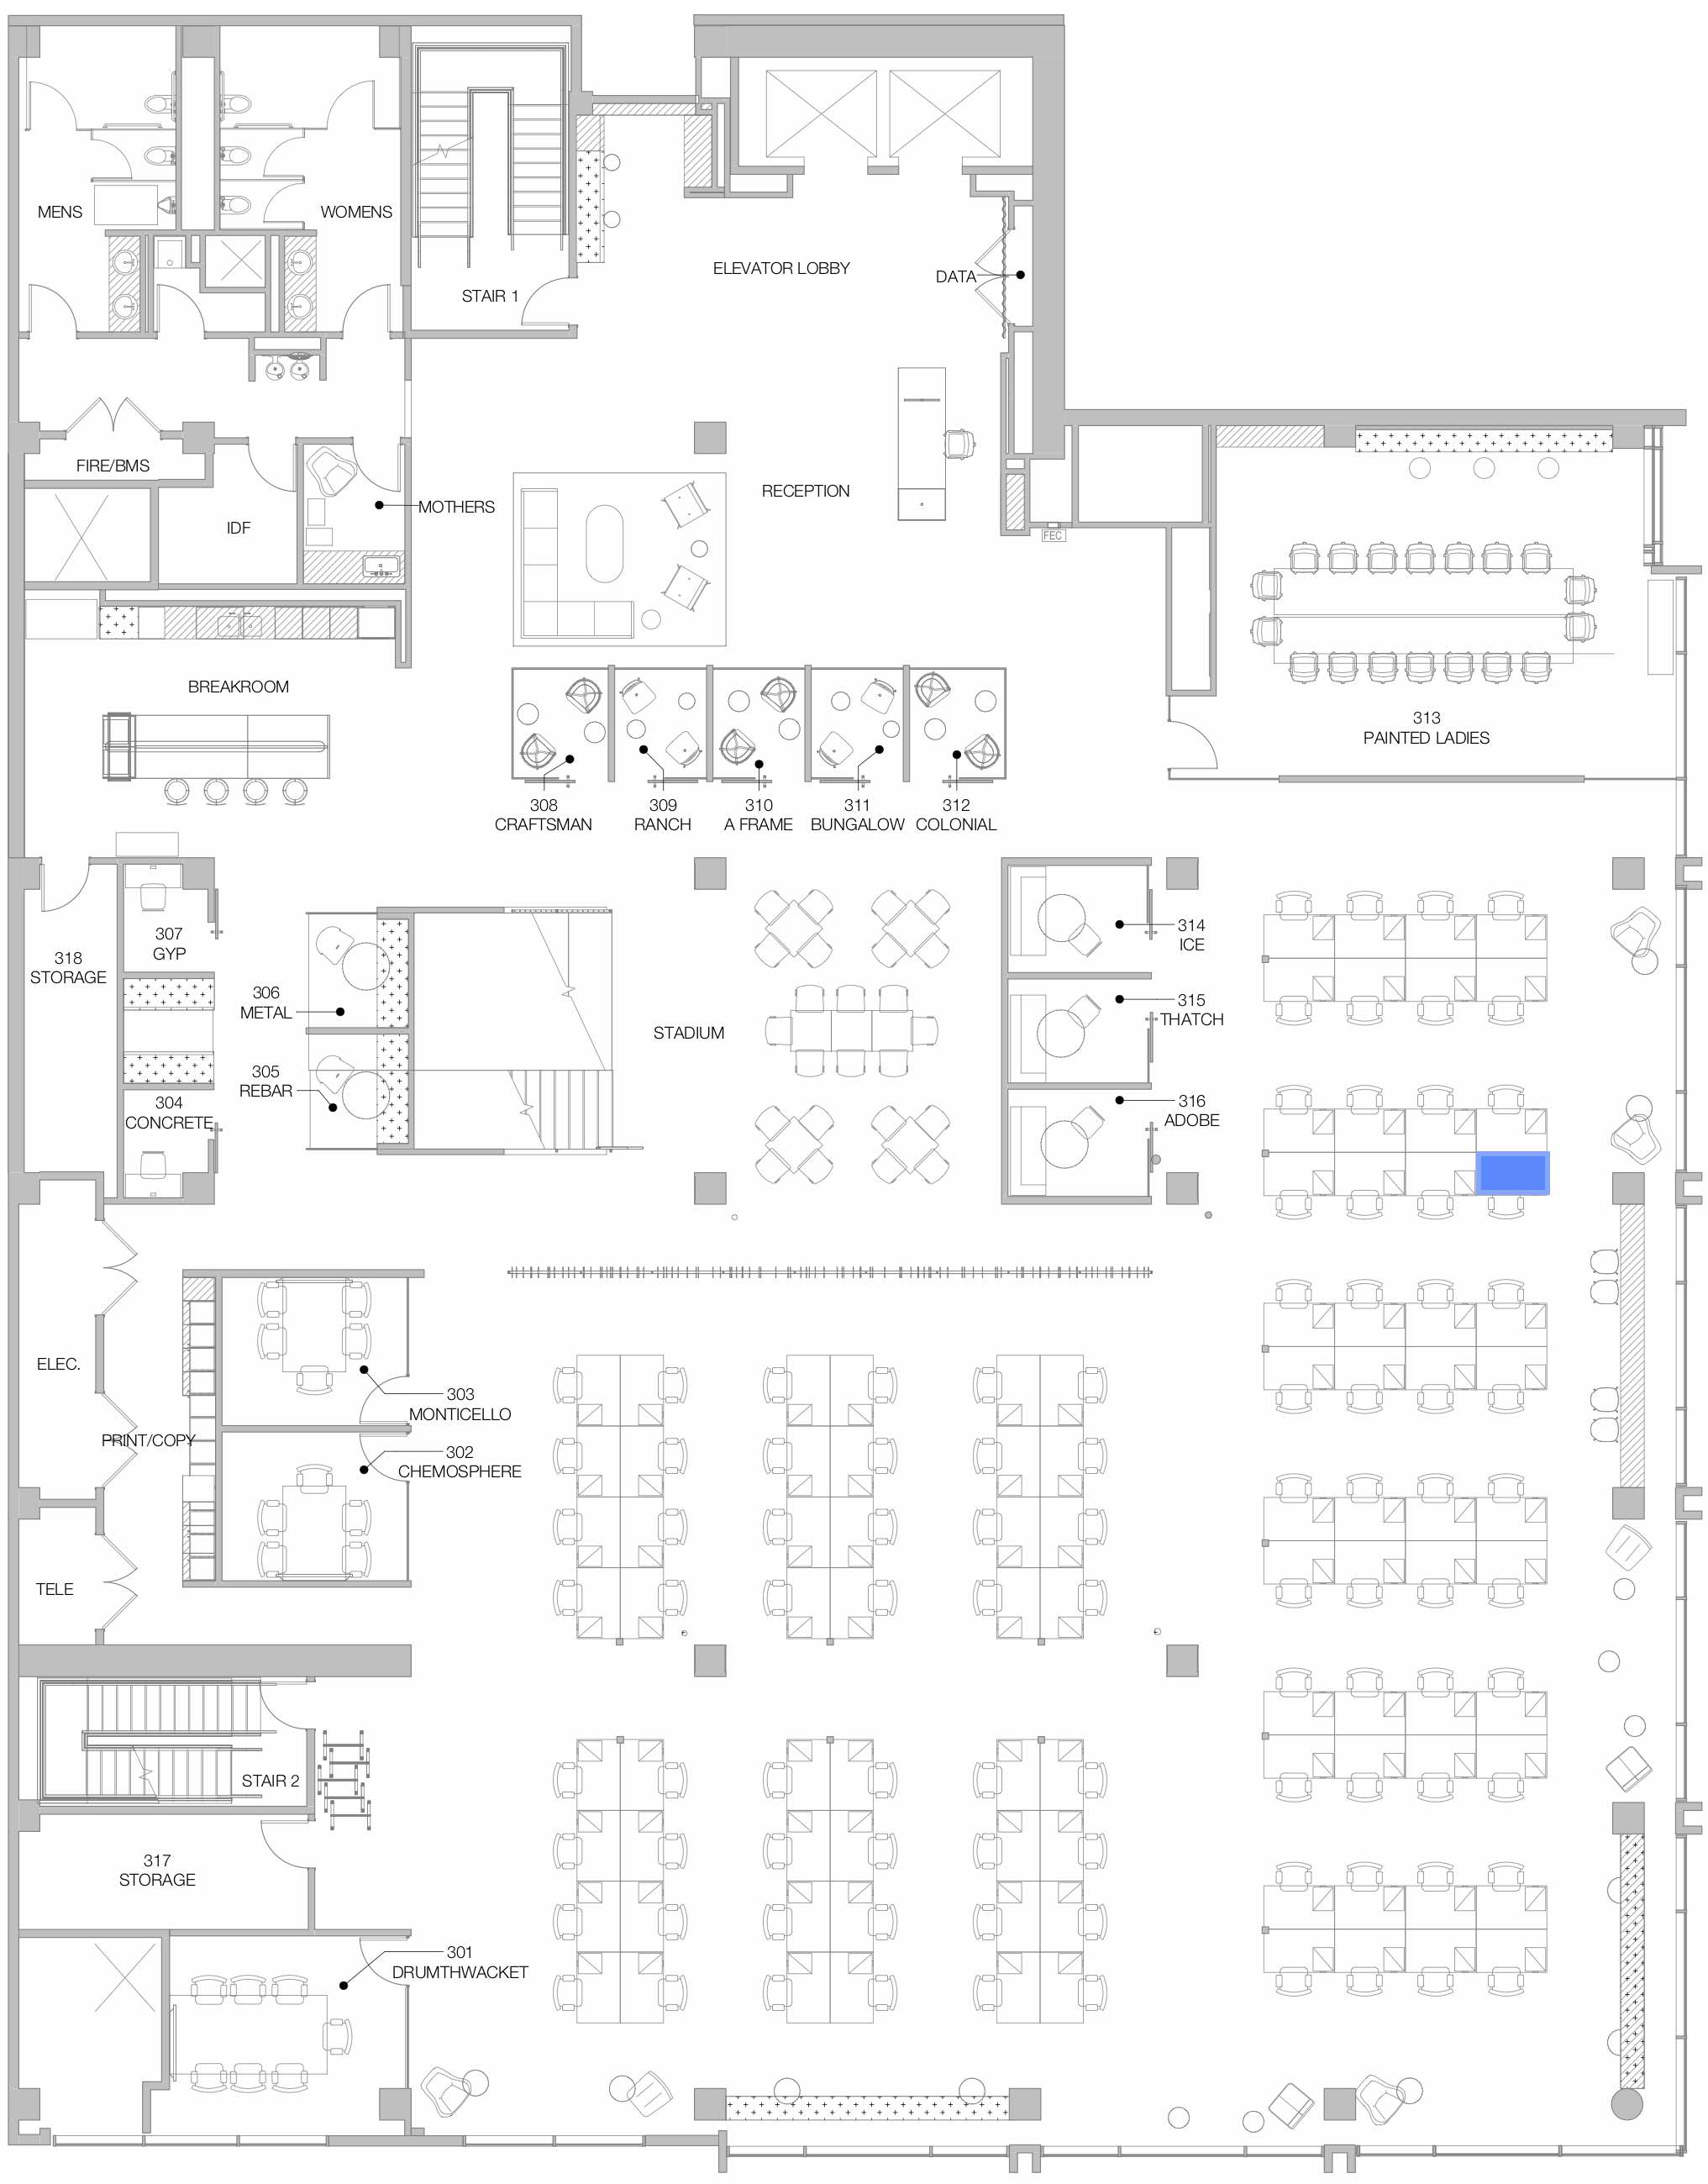 MENS
WOMENS
STAIR 1
ELEVATOR LOBBY
DATA
FIRE/BMS
IDF
MOTHERS
RECEPTION
FEC
BREAKROOM
313
PAINTED LADIES
308
CRAFTSMAN
309
RANCH
310
A FRAME
311
BUNGALOW
312
COLONIAL
307
GYP
318
STORAGE
306
METAL
305
REBAR
304
CONCRETE
STADIUM
314
ICE
315
THATCH
316
ADOBE
ELEC.
303
MONTICELLO
PRINT/COPY
302
CHEMOSPHERE
TELE
STAIR 2
317
STORAGE
301
DRUMTHWACKET